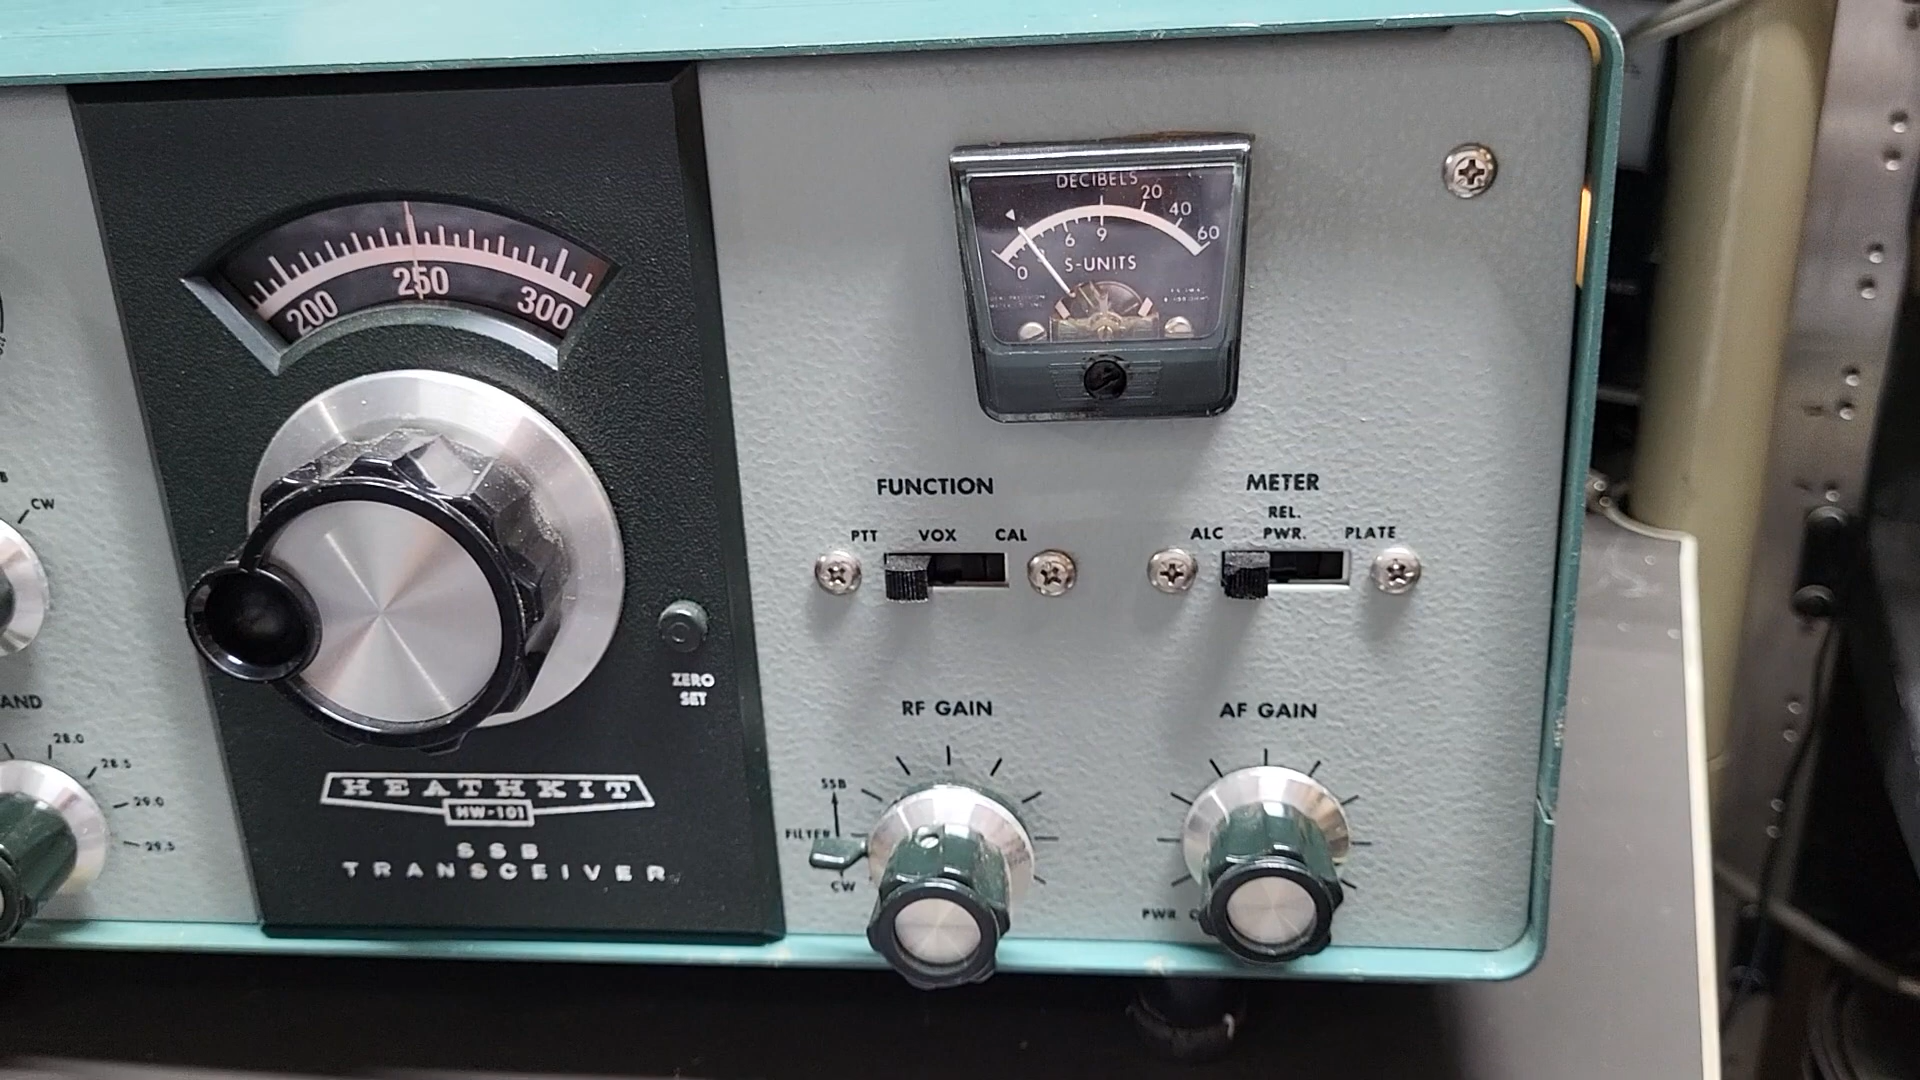 DECIBELS
20
40
60
0
6
9
S-UNITS
200
250
300
CW
FUNCTION
PTT VOX CAL
METER
REL.
ALC PWR. PLATE
ZERO
SET
AND
28.0
28.5
29.0
29.5
RF GAIN
AF GAIN
SSB
FILTER
CW
PWR
HEATHKIT
HW-101
SSB
TRANSCEIVER